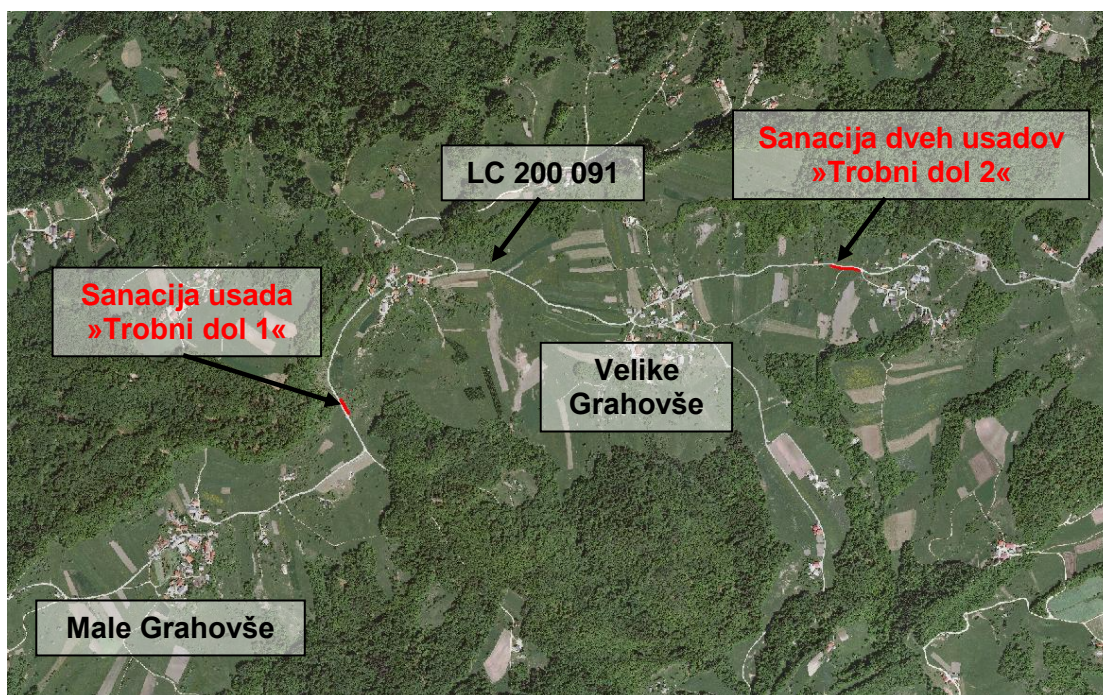 Sanacija dveh usadov
»Trobni dol 2«
LC 200 091
Sanacija usada
»Trobni dol 1«
Velike
Grahovše
Male Grahovše